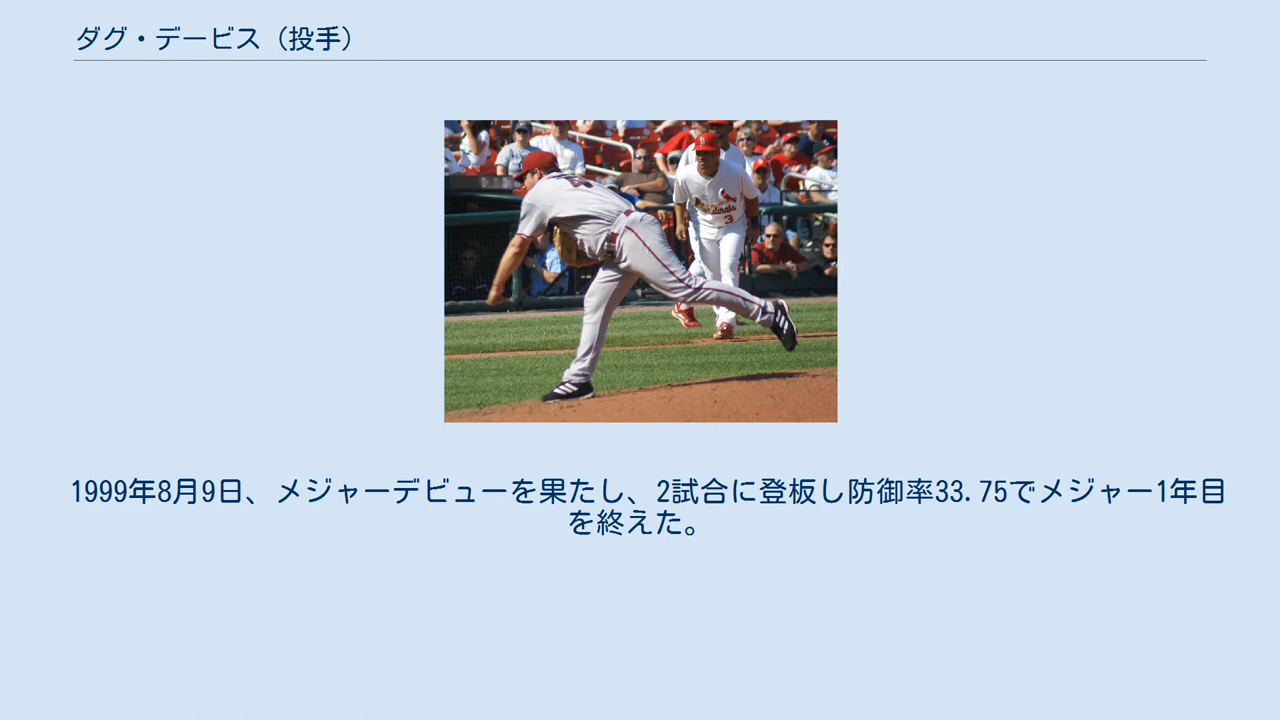 ダグ・デービス（投手）
Cardinals
3
1999年8月9日、メジャーデビューを果たし、2試合に登板し防御率33.75でメジャー1年目
を終えた。